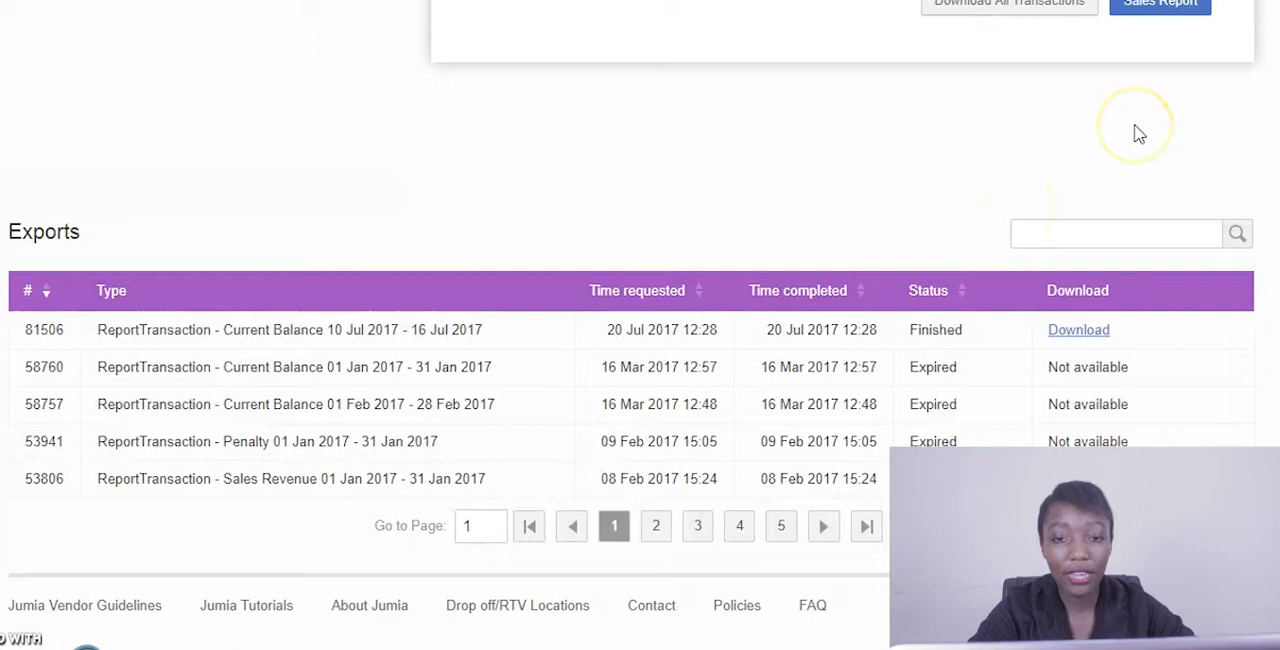 Download All Transactions Sales Report
Exports
# Type Time requested Time completed Status Download
81506 ReportTransaction - Current Balance 10 Jul 2017 - 16 Jul 2017 20 Jul 2017 12:28 20 Jul 2017 12:28 Finished Download
58760 ReportTransaction - Current Balance 01 Jan 2017 - 31 Jan 2017 16 Mar 2017 12:57 16 Mar 2017 12:57 Expired Not available
58757 ReportTransaction - Current Balance 01 Feb 2017 - 28 Feb 2017 16 Mar 2017 12:48 16 Mar 2017 12:48 Expired Not available
53941 ReportTransaction - Penalty 01 Jan 2017 - 31 Jan 2017 09 Feb 2017 15:05 09 Feb 2017 15:05 Expired Not available
53806 ReportTransaction - Sales Revenue 01 Jan 2017 - 31 Jan 2017 08 Feb 2017 15:24 08 Feb 2017 15:24
Go to Page: 1 1 2 3 4 5
Jumia Vendor Guidelines Jumia Tutorials About Jumia Drop off/RTV Locations Contact Policies FAQ
WITH